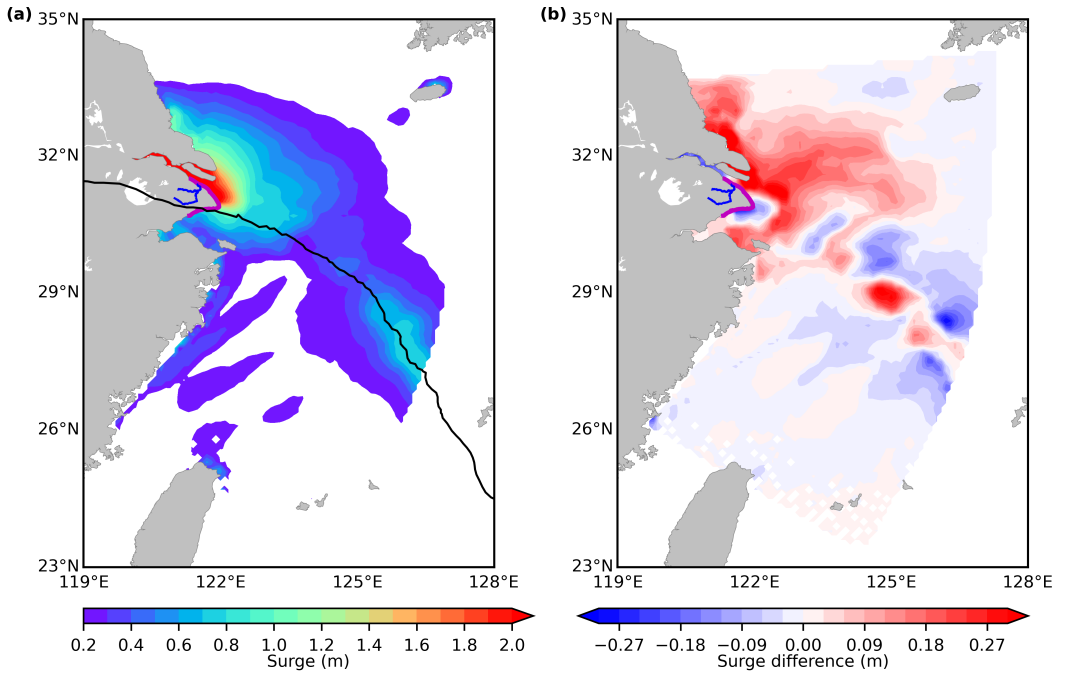 (a)
35°N
32°N
29°N
26°N
23°N
119°E 122°E 125°E 128°E
0.2 0.4 0.6 0.8 1.0 1.2 1.4 1.6 1.8 2.0
Surge (m)
(b)
35°N
32°N
29°N
26°N
23°N
119°E 122°E 125°E 128°E
−0.27 −0.18 −0.09 0.00 0.09 0.18 0.27
Surge difference (m)